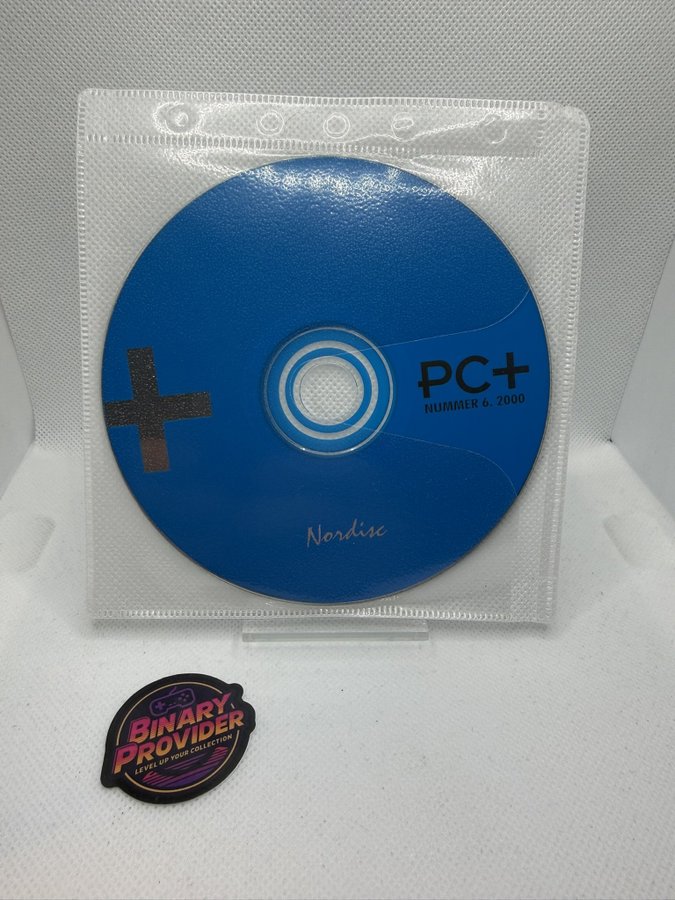 PC+
NUMMER 6. 2000
Nordisc
BINARY
PROVIDER
LEVEL UP YOUR COLLECTION